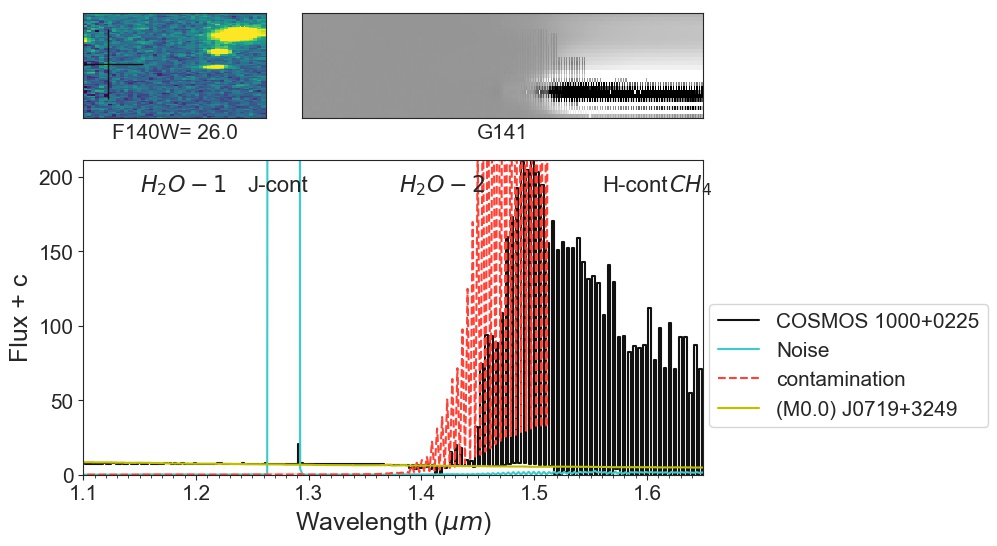 F140W= 26.0
G141
H₂O − 1 J-cont H₂O − 2 H-cont CH₄
200
150
100
50
0
Flux + c
1.1 1.2 1.3 1.4 1.5 1.6
Wavelength (μm)
COSMOS 1000+0225
Noise
contamination
(M0.0) J0719+3249